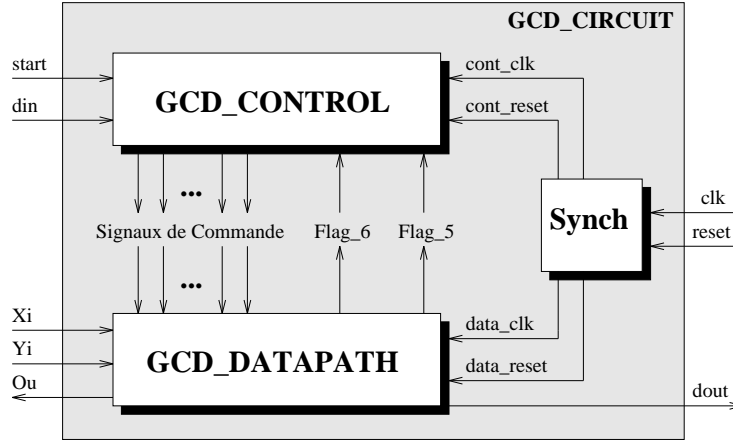 GCD_CIRCUIT
start
cont_clk
GCD_CONTROL
din
cont_reset
...
clk
Synch
Signaux de Commande
Flag_6
Flag_5
reset
...
Xi
data_clk
Yi
GCD_DATAPATH
data_reset
Ou
dout